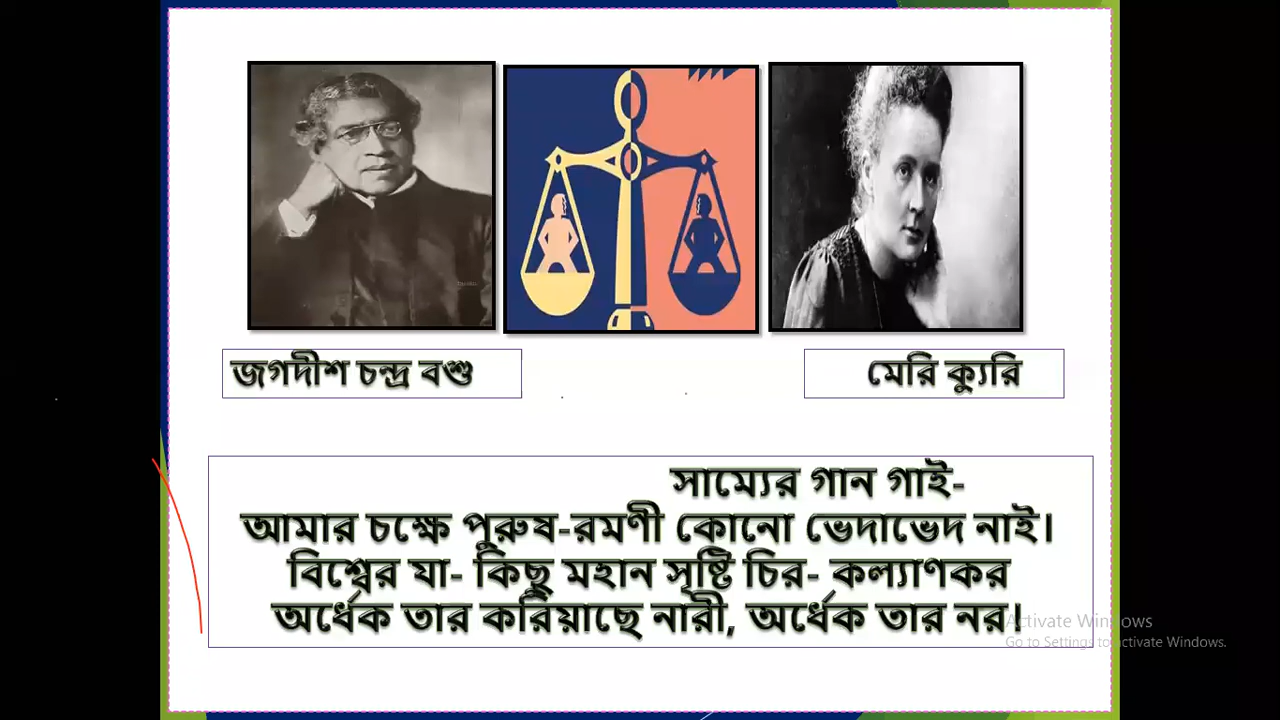 জগদীশ চন্দ্র বশু
মেরি ক্যুরি
সাম্যের গান গাই-
আমার চক্ষে পুরুষ-রমণী কোনো ভেদাভেদ নাই।
বিশ্বের যা- কিছু মহান সৃষ্টি চির- কল্যাণকর
অর্ধেক তার করিয়াছে নারী, অর্ধেক তার নর।
Activate Windows
Go to Settings to activate Windows.